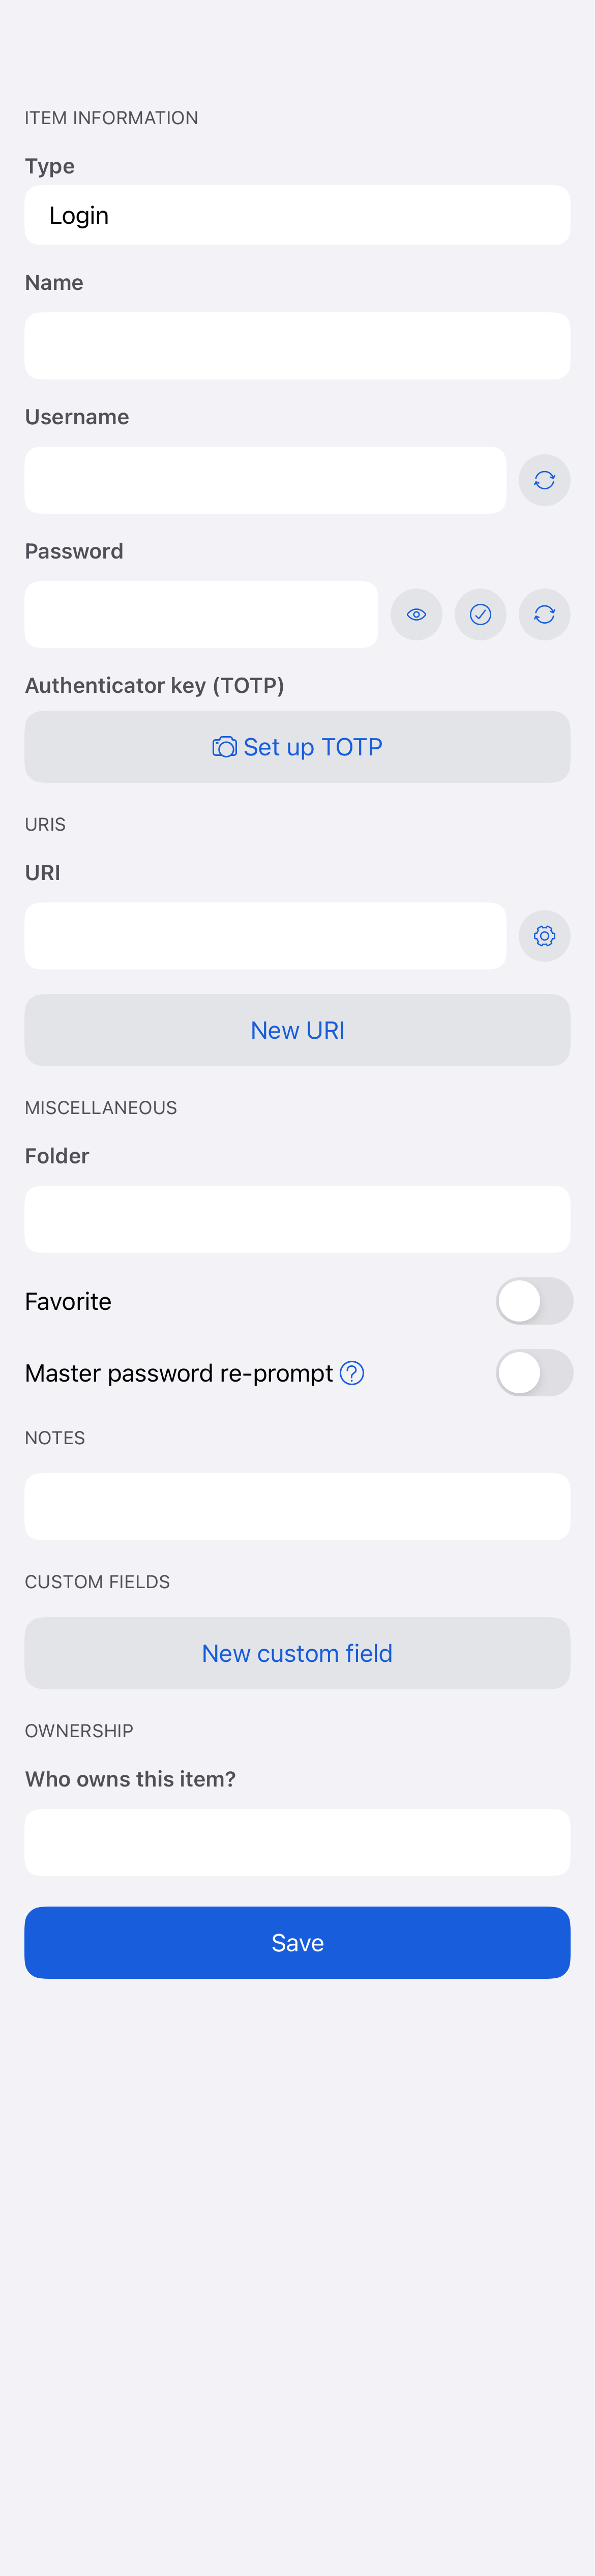 ITEM INFORMATION
Type
Login
Name
Username
Password
Authenticator key (TOTP)
Set up TOTP
URIS
URI
New URI
MISCELLANEOUS
Folder
Favorite
Master password re-prompt
NOTES
CUSTOM FIELDS
New custom field
OWNERSHIP
Who owns this item?
Save